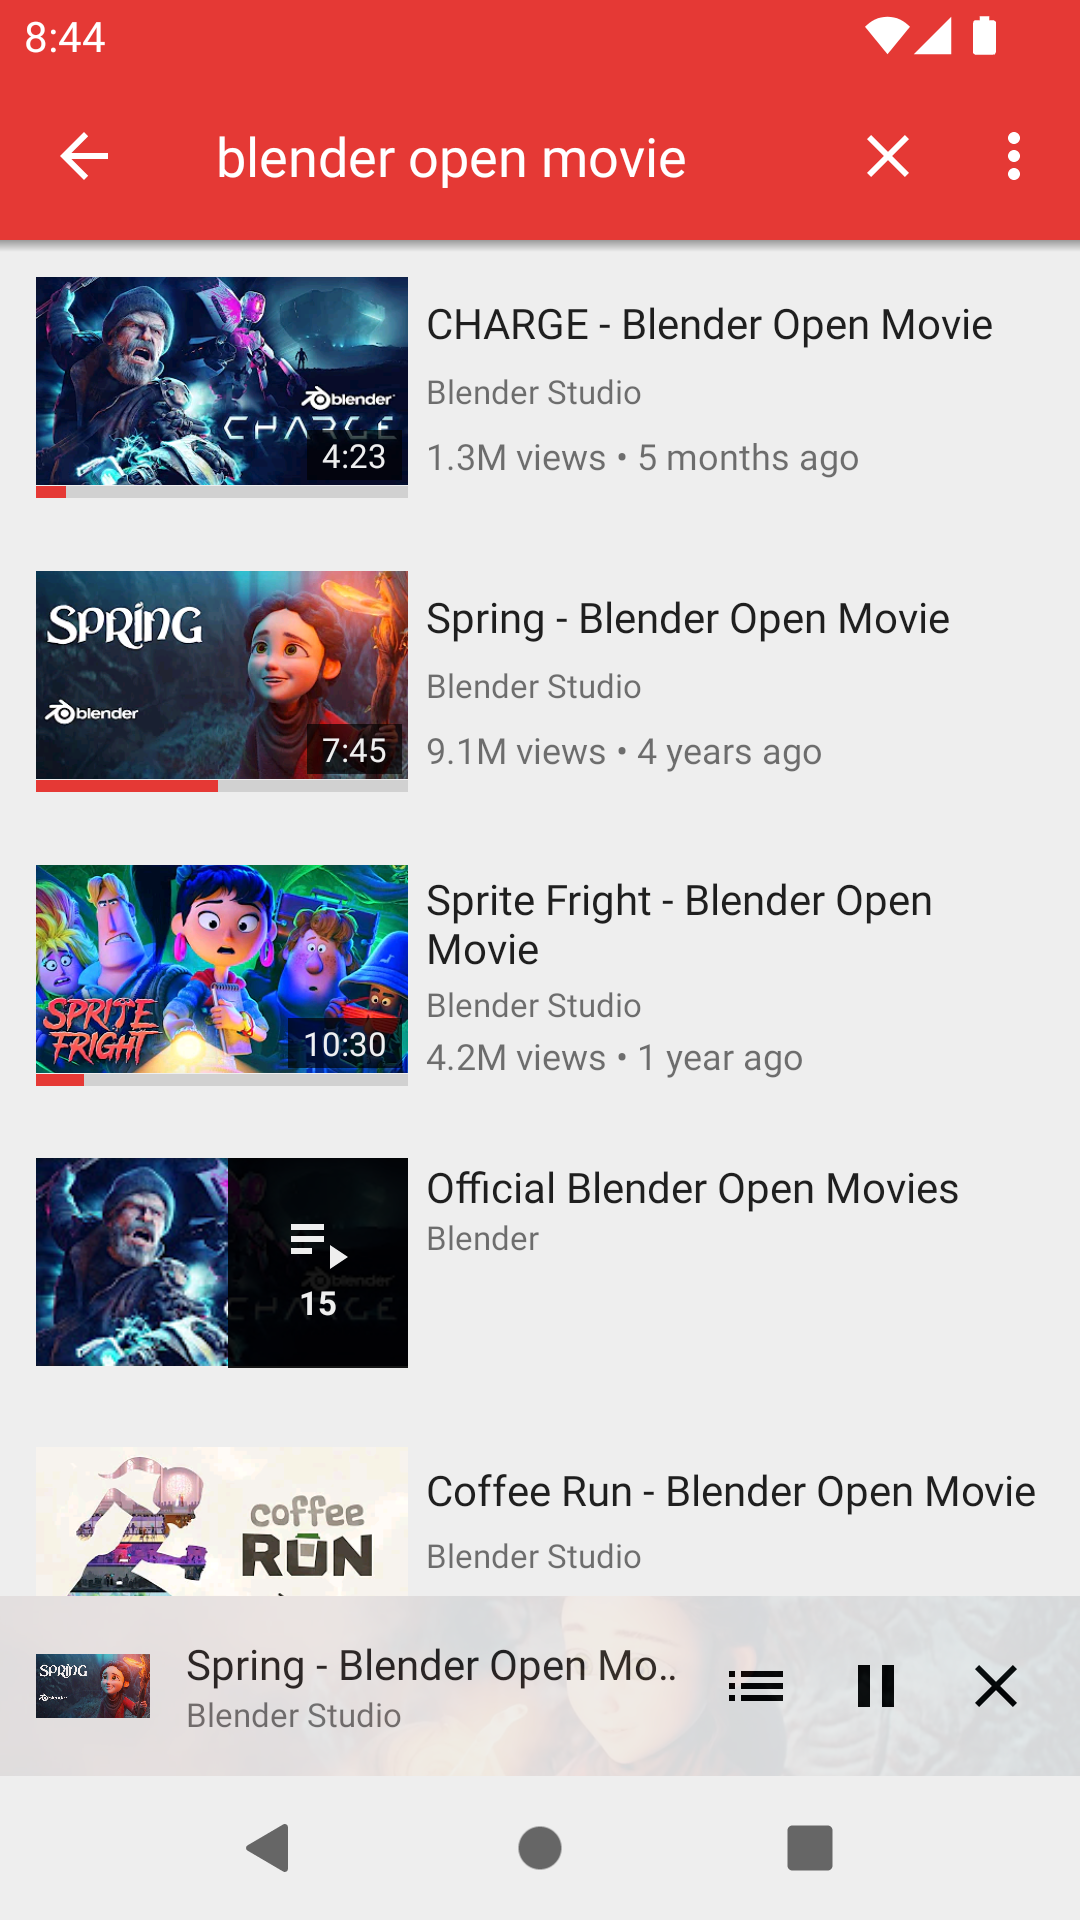 8:44
blender open movie
blender
CHARGE
4:23
CHARGE - Blender Open Movie
Blender Studio
1.3M views • 5 months ago
SPRING
blender
7:45
Spring - Blender Open Movie
Blender Studio
9.1M views • 4 years ago
SPRITE
FRIGHT
10:30
Sprite Fright - Blender Open
Movie
Blender Studio
4.2M views • 1 year ago
blender
CHARGE
15
Official Blender Open Movies
Blender
coffee
RUN
Coffee Run - Blender Open Movie
Blender Studio
SPRING
Spring - Blender Open Mo..
Blender Studio